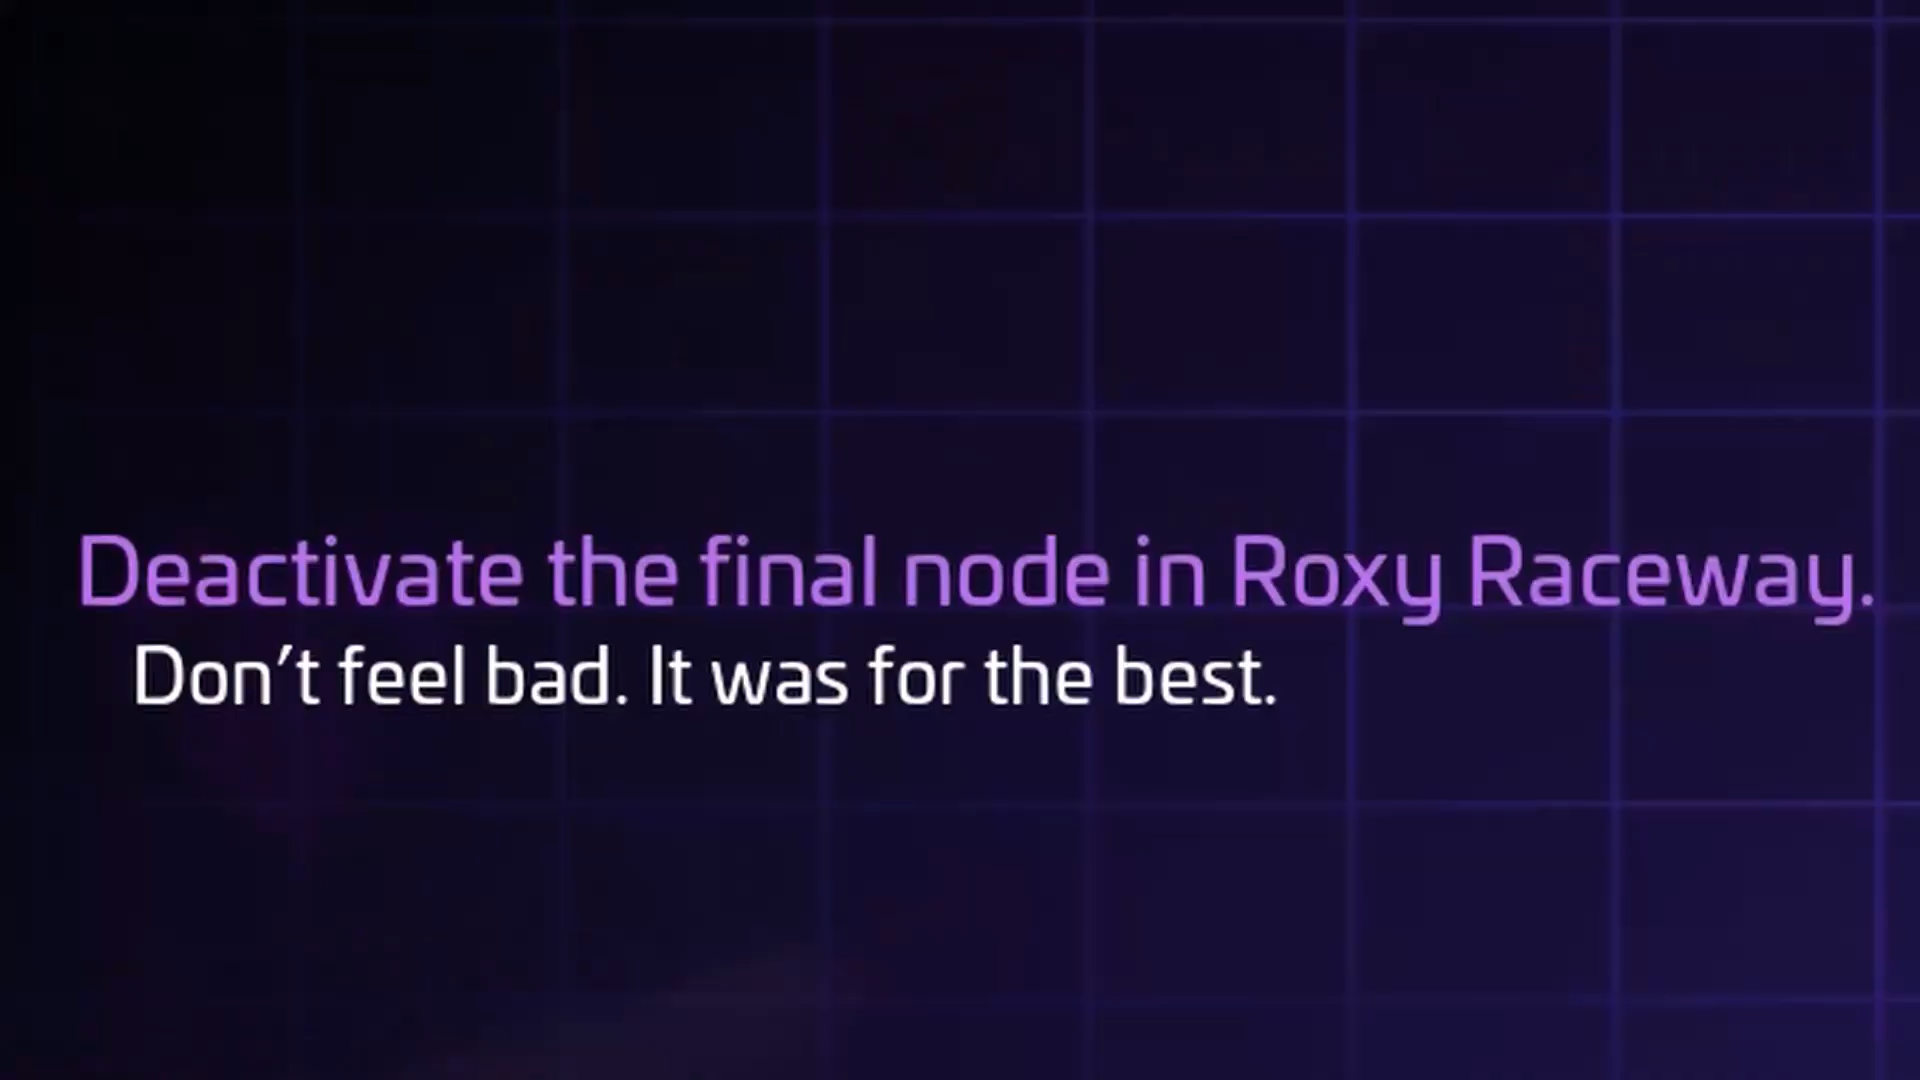 Deactivate the final node in Roxy Raceway.
Don't feel bad. It was for the best.